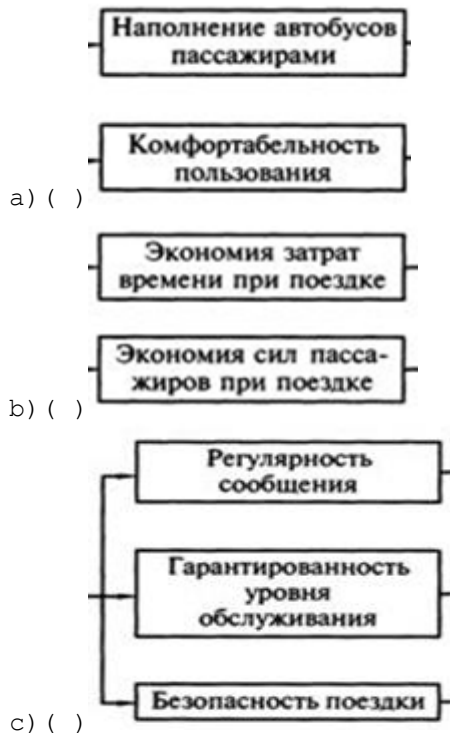 Наполнение автобусов
пассажирами
Комфортабельность
пользования
a) ( )
Экономия затрат
времени при поездке
Экономия сил пасса-
жиров при поездке
b) ( )
Регулярность
сообщения
Гарантированность
уровня
обслуживания
Безопасность поездки
c) ( )